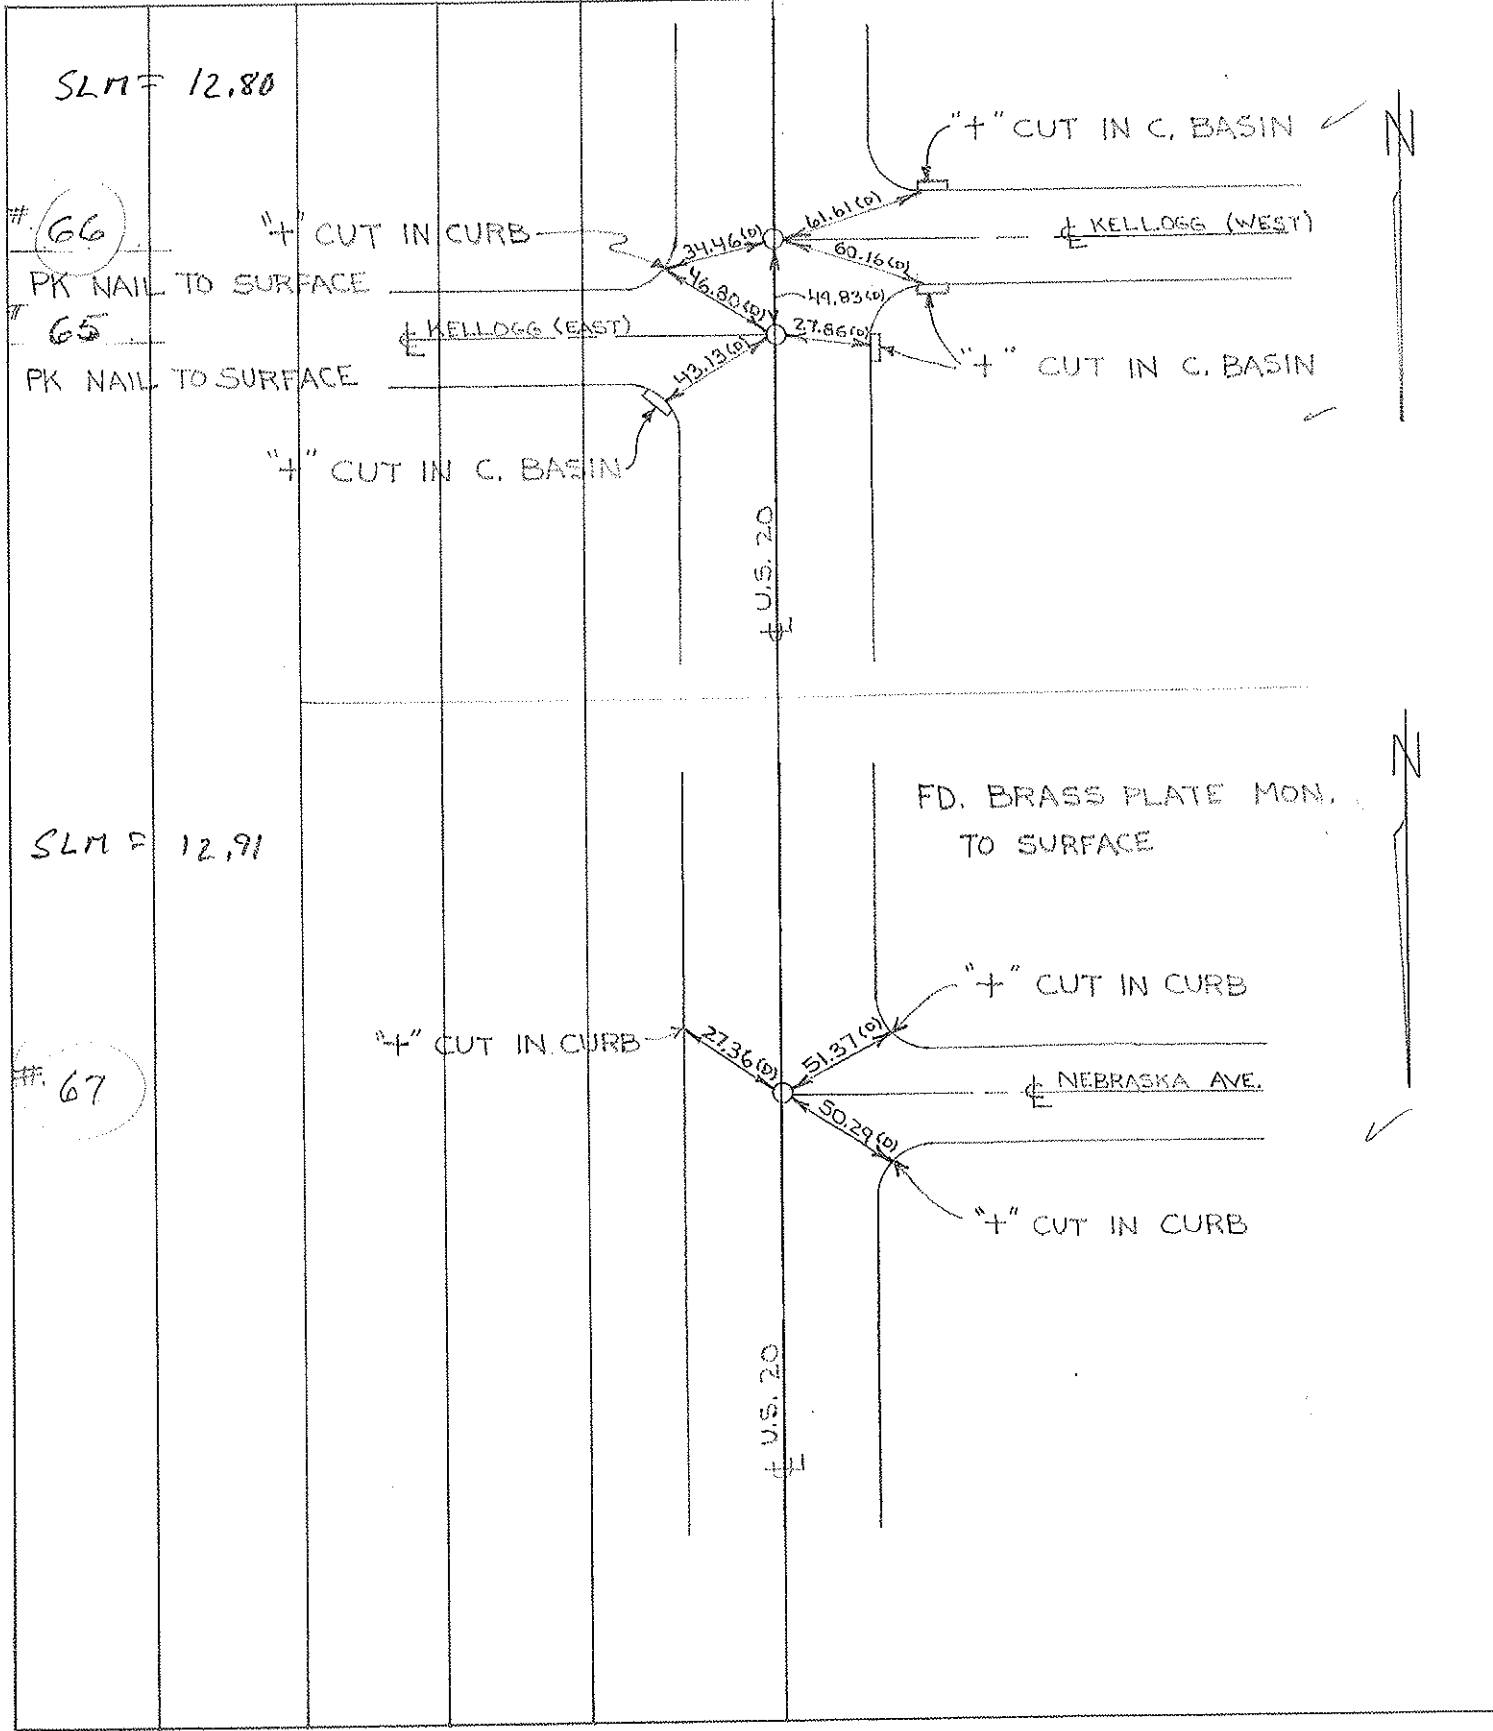 SLM = 12.80
"+" CUT IN C. BASIN
N
# 66
"+" CUT IN CURB
34.46(D)
61.61(D)
℄ KELLOGG (WEST)
PK NAIL TO SURFACE
46.80(D)
60.16(D)
49.83(D)
# 65
℄ KELLOGG (EAST)
27.86(D)
"+" CUT IN C. BASIN
PK NAIL TO SURFACE
43.13(D)
"+" CUT IN C. BASIN
℄ U.S. 20
N
FD. BRASS PLATE MON.
TO SURFACE
SLM = 12.91
"+" CUT IN CURB
"+" CUT IN CURB
27.36(D)
51.37(D)
# 67
℄ NEBRASKA AVE.
50.29(D)
"+" CUT IN CURB
℄ U.S. 20